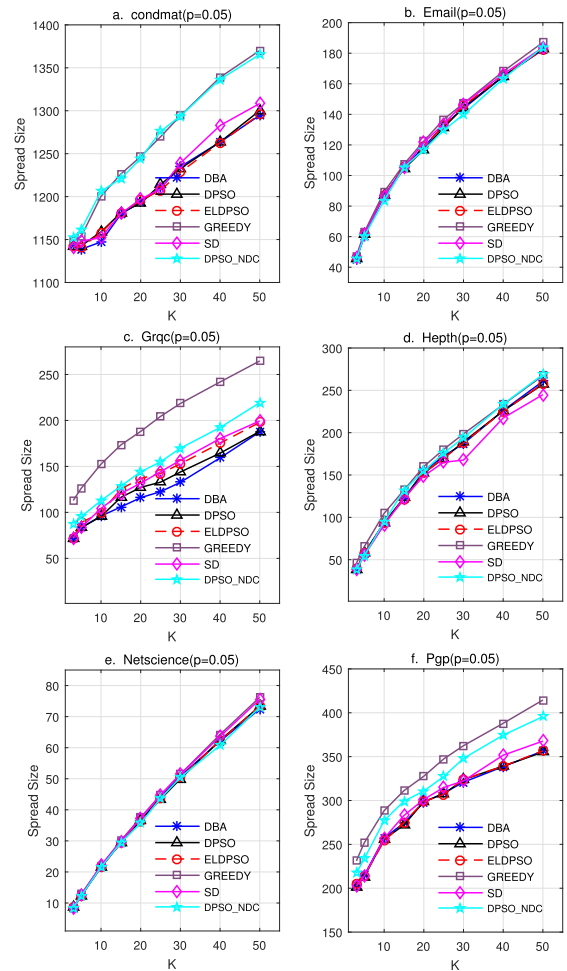 a. condmat(p=0.05)
1400
1350
1300
1250
1200
1150
1100
Spread Size
10 20 30 40 50
K
DBA
DPSO
ELDPSO
GREEDY
SD
DPSO_NDC
b. Email(p=0.05)
200
180
160
140
120
100
80
60
40
Spread Size
10 20 30 40 50
K
DBA
DPSO
ELDPSO
GREEDY
SD
DPSO_NDC
c. Grqc(p=0.05)
250
200
150
100
50
Spread Size
10 20 30 40 50
K
DBA
DPSO
ELDPSO
GREEDY
SD
DPSO_NDC
d. Hepth(p=0.05)
300
250
200
150
100
50
Spread Size
10 20 30 40 50
K
DBA
DPSO
ELDPSO
GREEDY
SD
DPSO_NDC
e. Netscience(p=0.05)
80
70
60
50
40
30
20
10
Spread Size
10 20 30 40 50
K
DBA
DPSO
ELDPSO
GREEDY
SD
DPSO_NDC
f. Pgp(p=0.05)
450
400
350
300
250
200
150
Spread Size
10 20 30 40 50
K
DBA
DPSO
ELDPSO
GREEDY
SD
DPSO_NDC